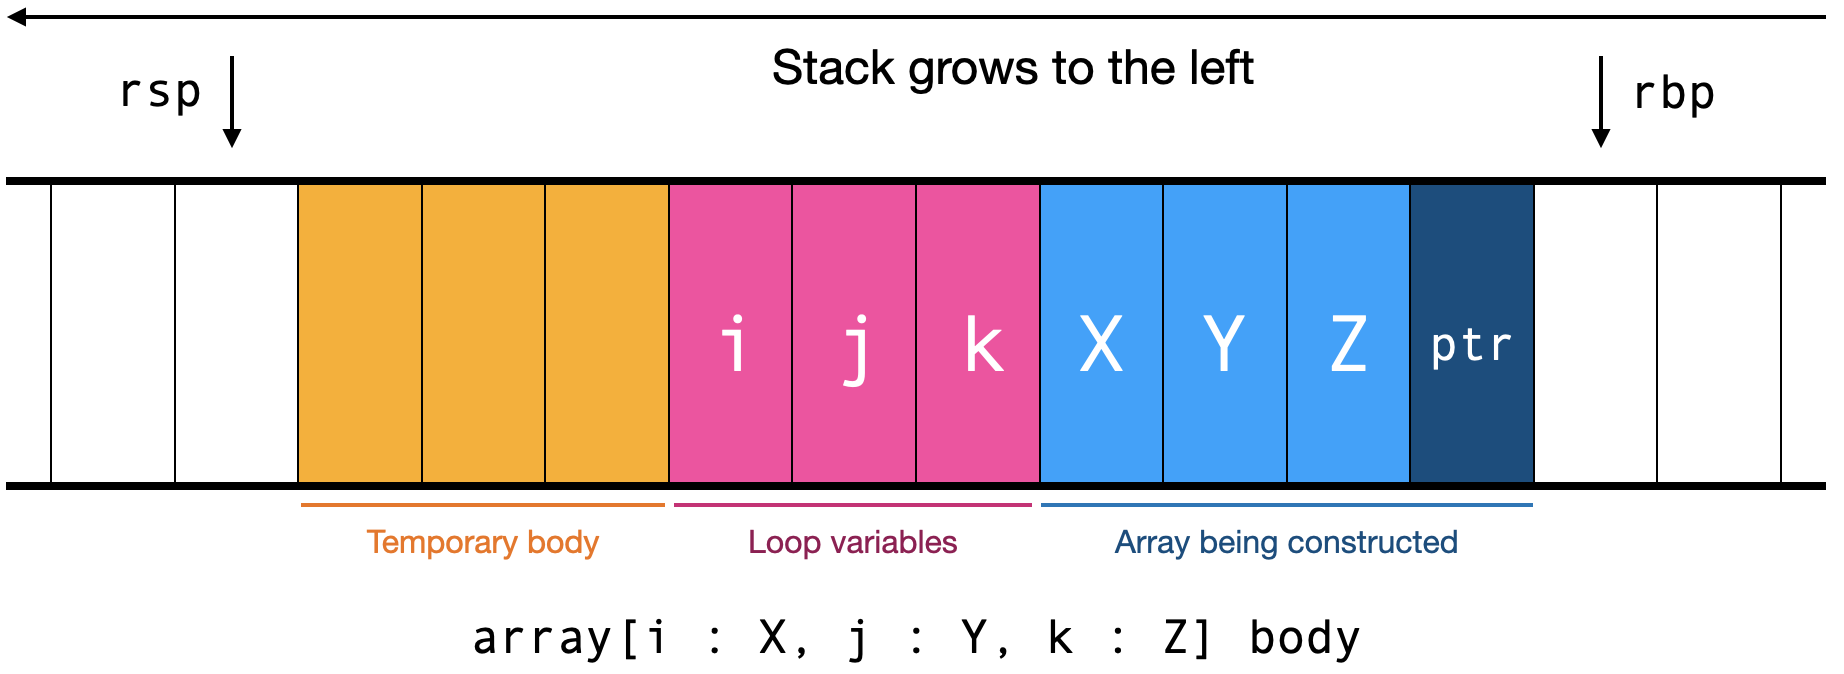 Stack grows to the left
rsp
rbp
i j k X Y Z ptr
Temporary body
Loop variables
Array being constructed
array[i : X, j : Y, k : Z] body